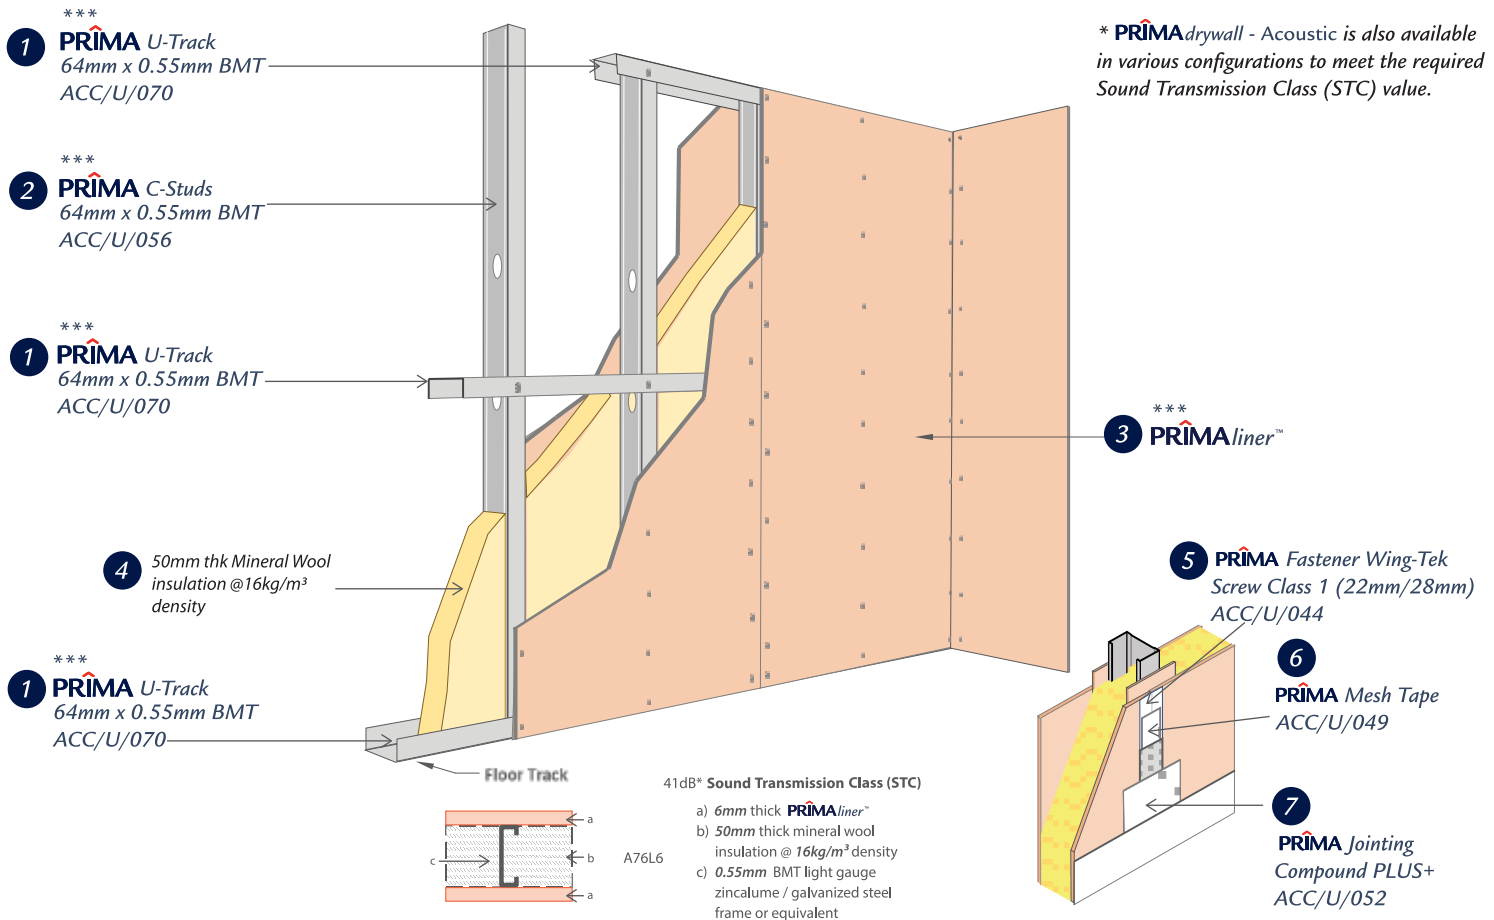 ***
1 PRIMA U-Track
64mm x 0.55mm BMT
ACC/U/070
* PRIMAdrywall - Acoustic is also available
in various configurations to meet the required
Sound Transmission Class (STC) value.
***
2 PRIMA C-Studs
64mm x 0.55mm BMT
ACC/U/056
***
1 PRIMA U-Track
64mm x 0.55mm BMT
ACC/U/070
***
3 PRIMAliner™
4 50mm thk Mineral Wool
insulation @16kg/m³
density
***
1 PRIMA U-Track
64mm x 0.55mm BMT
ACC/U/070
Floor Track
5 PRIMA Fastener Wing-Tek
Screw Class 1 (22mm/28mm)
ACC/U/044
6
PRIMA Mesh Tape
ACC/U/049
7
PRIMA Jointing
Compound PLUS+
ACC/U/052
a
b
c
a
A76L6
41dB* Sound Transmission Class (STC)
a) 6mm thick PRIMAliner™
b) 50mm thick mineral wool
insulation @ 16kg/m³ density
c) 0.55mm BMT light gauge
zincalume / galvanized steel
frame or equivalent